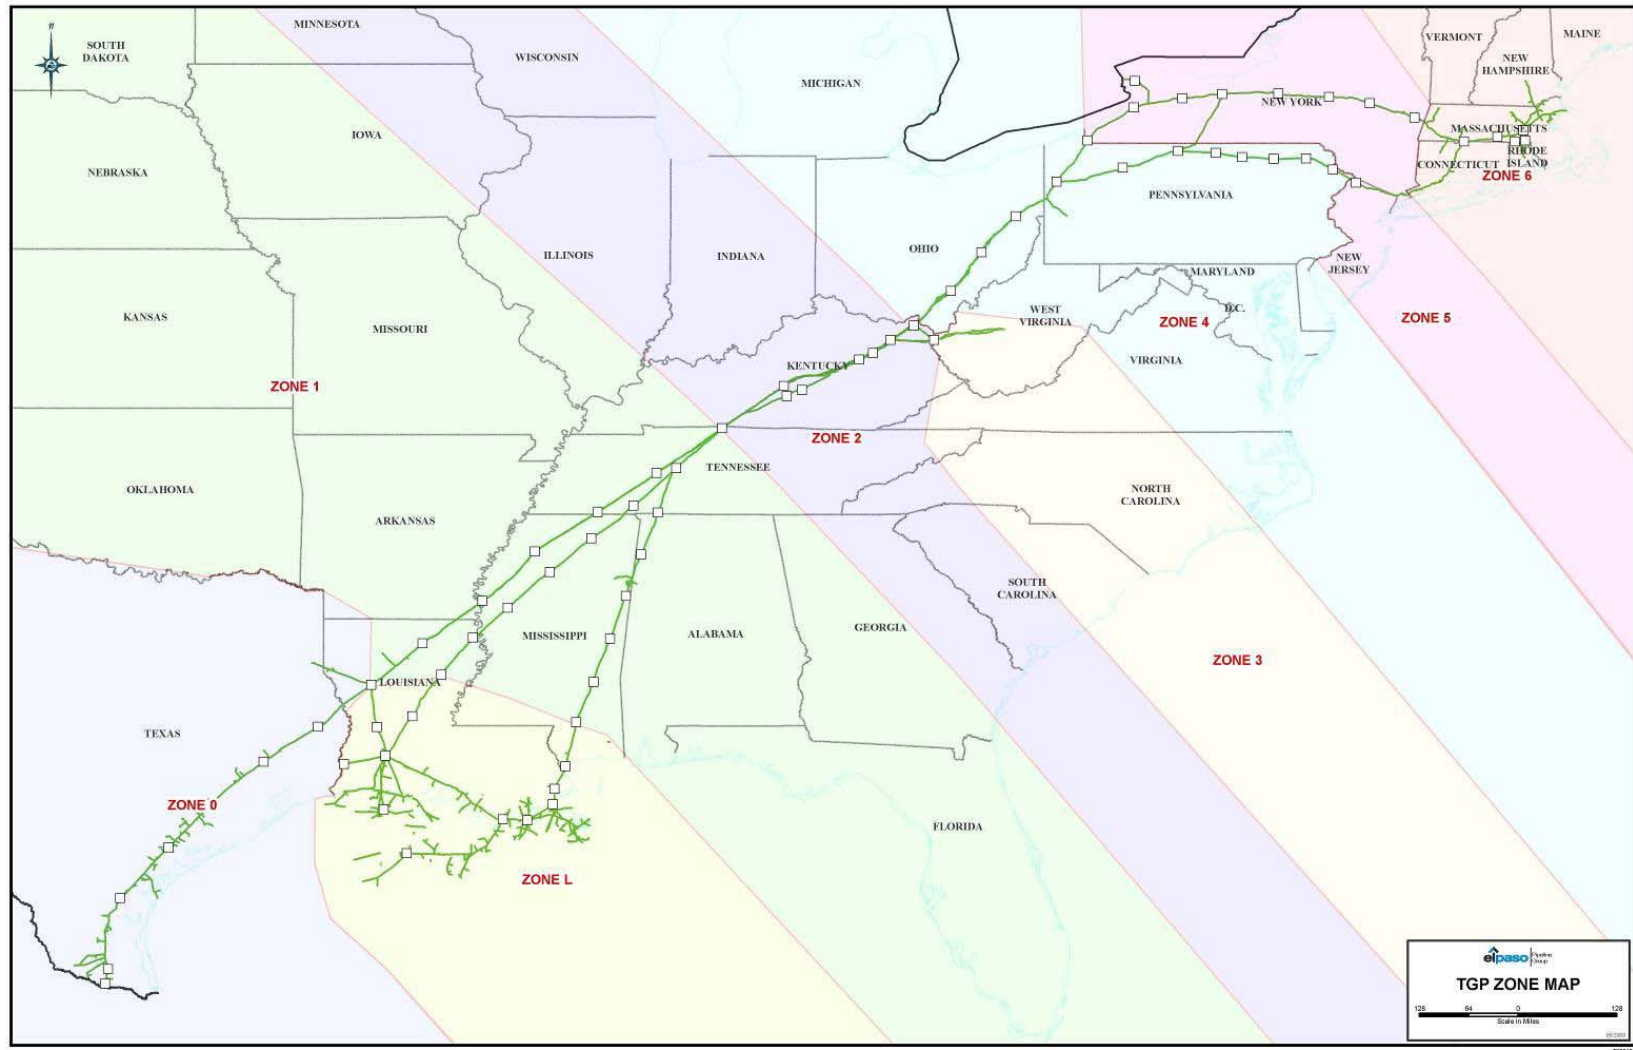 MINNESOTA
SOUTH
DAKOTA
WISCONSIN
MICHIGAN
VERMONT
MAINE
NEW
HAMPSHIRE
NEW YORK
IOWA
MASSACHUSETTS
RHODE
ISLAND
CONNECTICUT
ZONE 6
NEBRASKA
PENNSYLVANIA
OHIO
ILLINOIS
INDIANA
NEW
JERSEY
MARYLAND
D.C.
WEST
VIRGINIA
KANSAS
MISSOURI
ZONE 4
ZONE 5
VIRGINIA
KENTUCKY
ZONE 1
ZONE 2
TENNESSEE
OKLAHOMA
NORTH
CAROLINA
ARKANSAS
SOUTH
CAROLINA
MISSISSIPPI
ALABAMA
GEORGIA
ZONE 3
LOUISIANA
TEXAS
ZONE 0
FLORIDA
ZONE L
elpaso
Pipeline
Group
TGP ZONE MAP
128 64 0 128
Scale in Miles